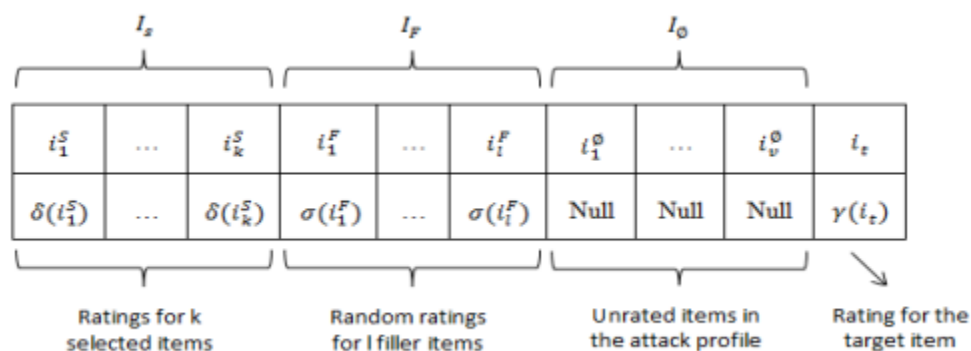 I_s I_F I_∅
i_1^S … i_k^S i_1^F … i_l^F i_1^∅ … i_v^∅ i_t
δ(i_1^S) … δ(i_k^S) σ(i_1^F) … σ(i_l^F) Null Null Null γ(i_t)
Ratings for k
selected items
Random ratings
for l filler items
Unrated items in
the attack profile
Rating for the
target item